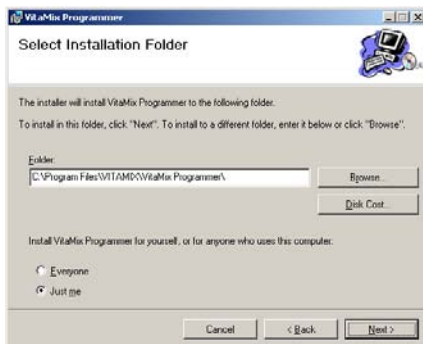 VitaMix Programmer
Select Installation Folder
The installer will install VitaMix Programmer to the following folder.
To install in this folder, click "Next". To install to a different folder, enter it below or click "Browse".
Folder:
C:\Program Files\VITAMIX\VitaMix Programmer\
Browse...
Disk Cost...
Install VitaMix Programmer for yourself, or for anyone who uses this computer:
Everyone
Just me
Cancel
< Back
Next >